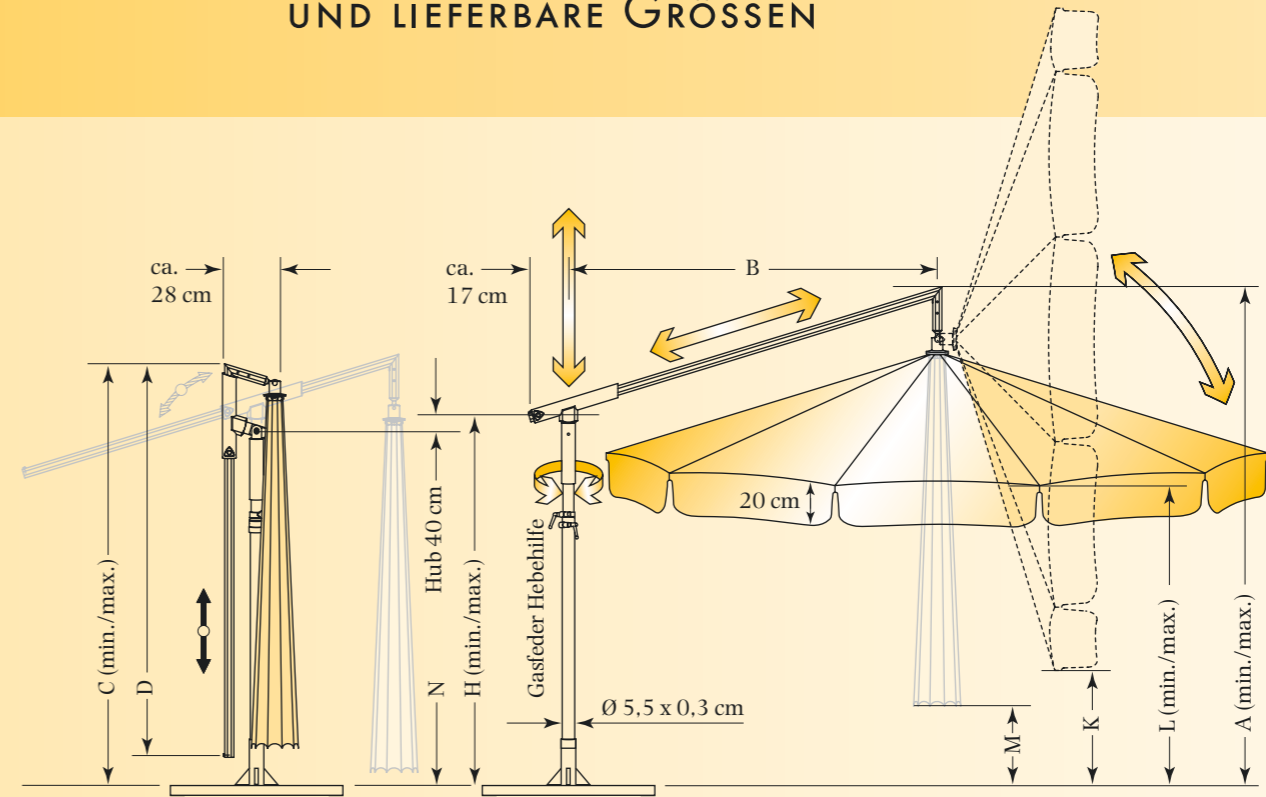 UND LIEFERBARE GRÖSSEN
ca.
28 cm
ca.
17 cm
B
20 cm
C (min./max.)
D
Hub 40 cm
N
H (min./max.)
Gasfeder Hebehilfe
Ø 5,5 x 0,3 cm
M
K
L (min./max.)
A (min./max.)